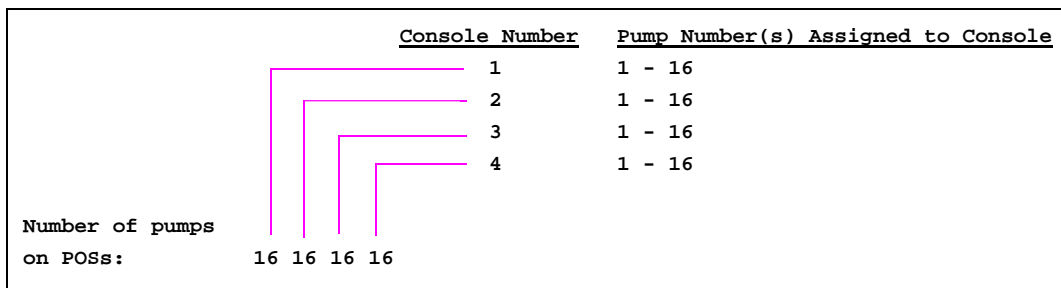 Console Number Pump Number(s) Assigned to Console
1 1 - 16
2 1 - 16
3 1 - 16
4 1 - 16
Number of pumps
on POSs: 16 16 16 16